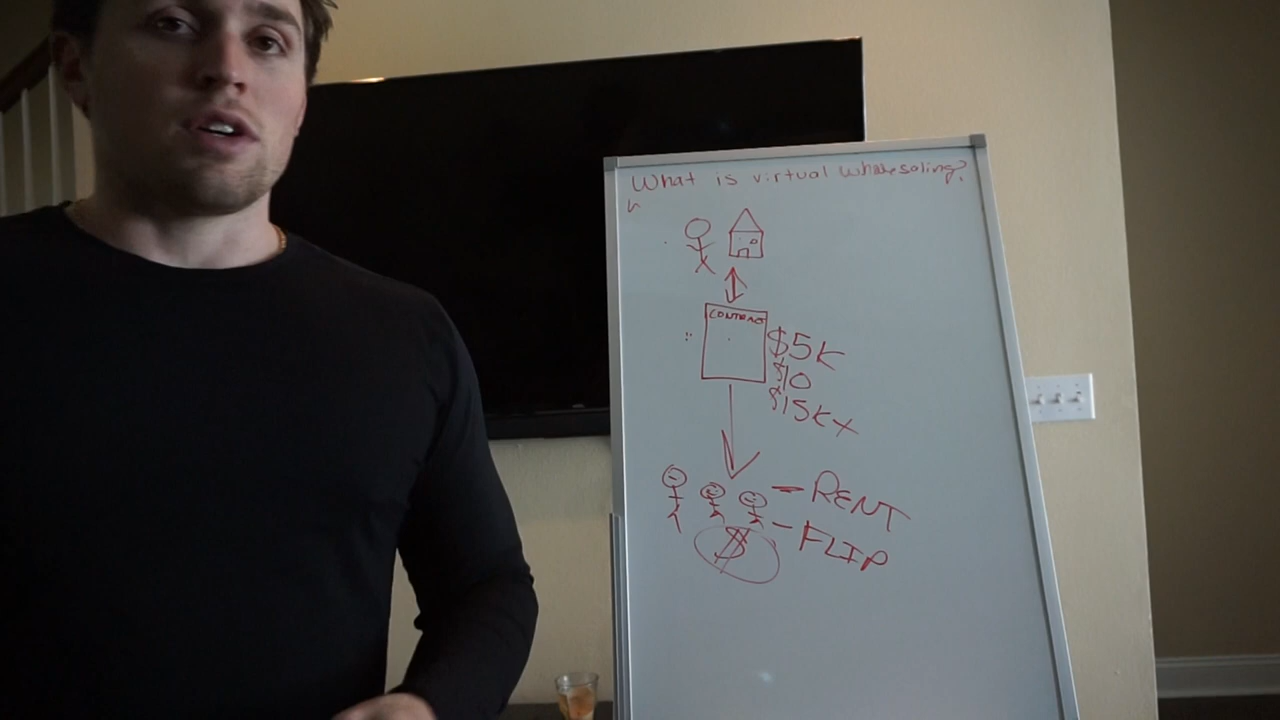 What is virtual wholesaling?
CONTRACT
$5K
$10
$15K+
- RENT
- FLIP
$